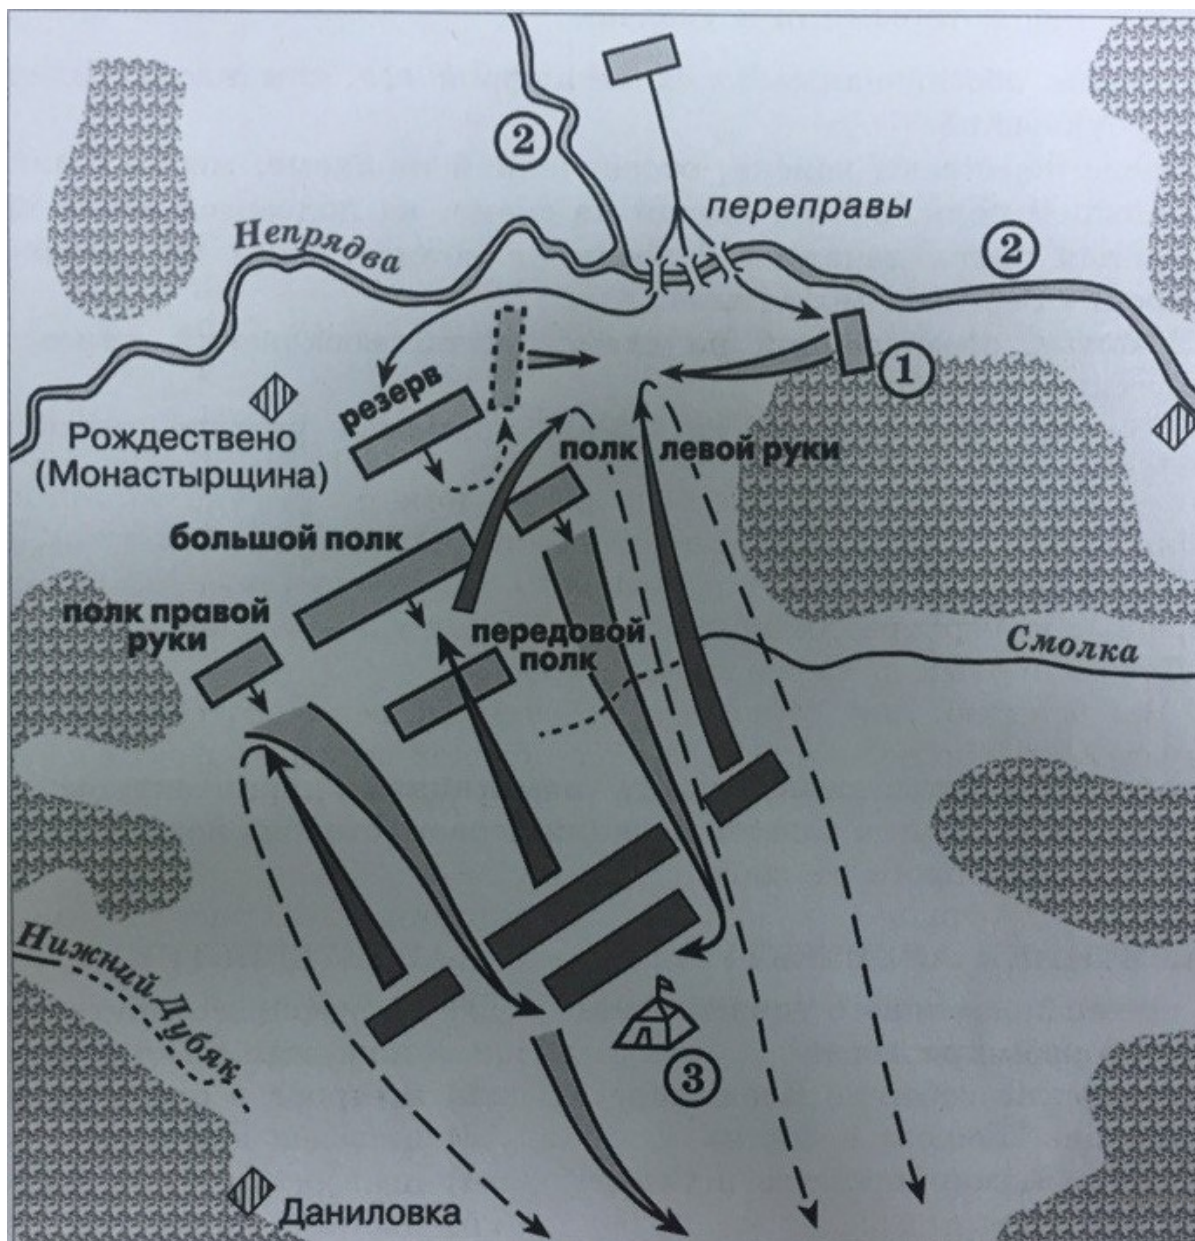 2
переправы
2
Непрядва
1
резерв
Рождествено
(Монастырщина)
полк левой руки
большой полк
полк правой
руки
передовой
полк
Смолка
Нижний Дубяк
3
Даниловка